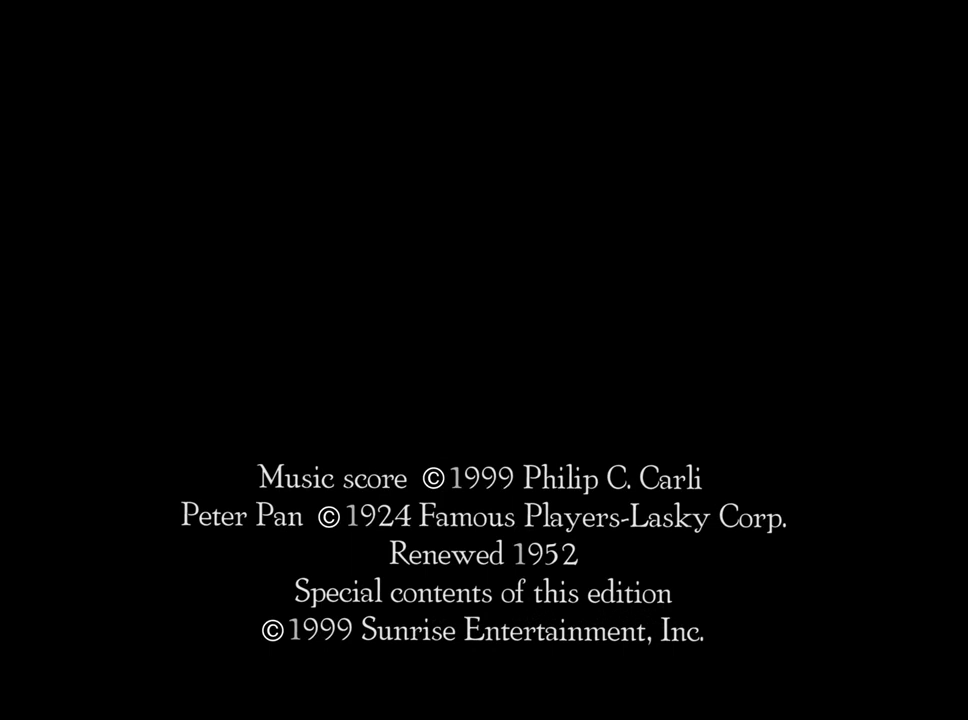 Music score ©1999 Philip C. Carli
Peter Pan ©1924 Famous Players-Lasky Corp.
Renewed 1952
Special contents of this edition
©1999 Sunrise Entertainment, Inc.